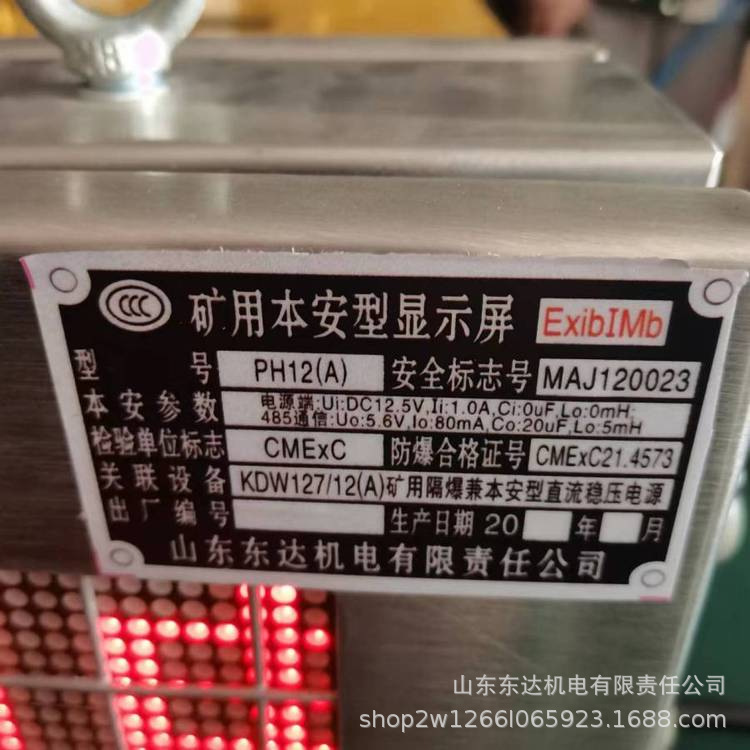 CCC 矿用本安型显示屏 ExibIMb
型号 PH12(A) 安全标志号 MAJ120023
本安参数 电源端:Ui:DC12.5V,Ii:1.0A,Ci:0uF,Lo:0mH
485通信:Uo:5.6V,Io:80mA,Co:20uF,Lo:5mH
检验单位标志 CMExC 防爆合格证号 CMExC21.4573
关联设备 KDW127/12(A)矿用隔爆兼本安型直流稳压电源
出厂编号 生产日期 20 年 月
山东东达机电有限责任公司
山东东达机电有限责任公司
shop2w1266l065923.1688.com